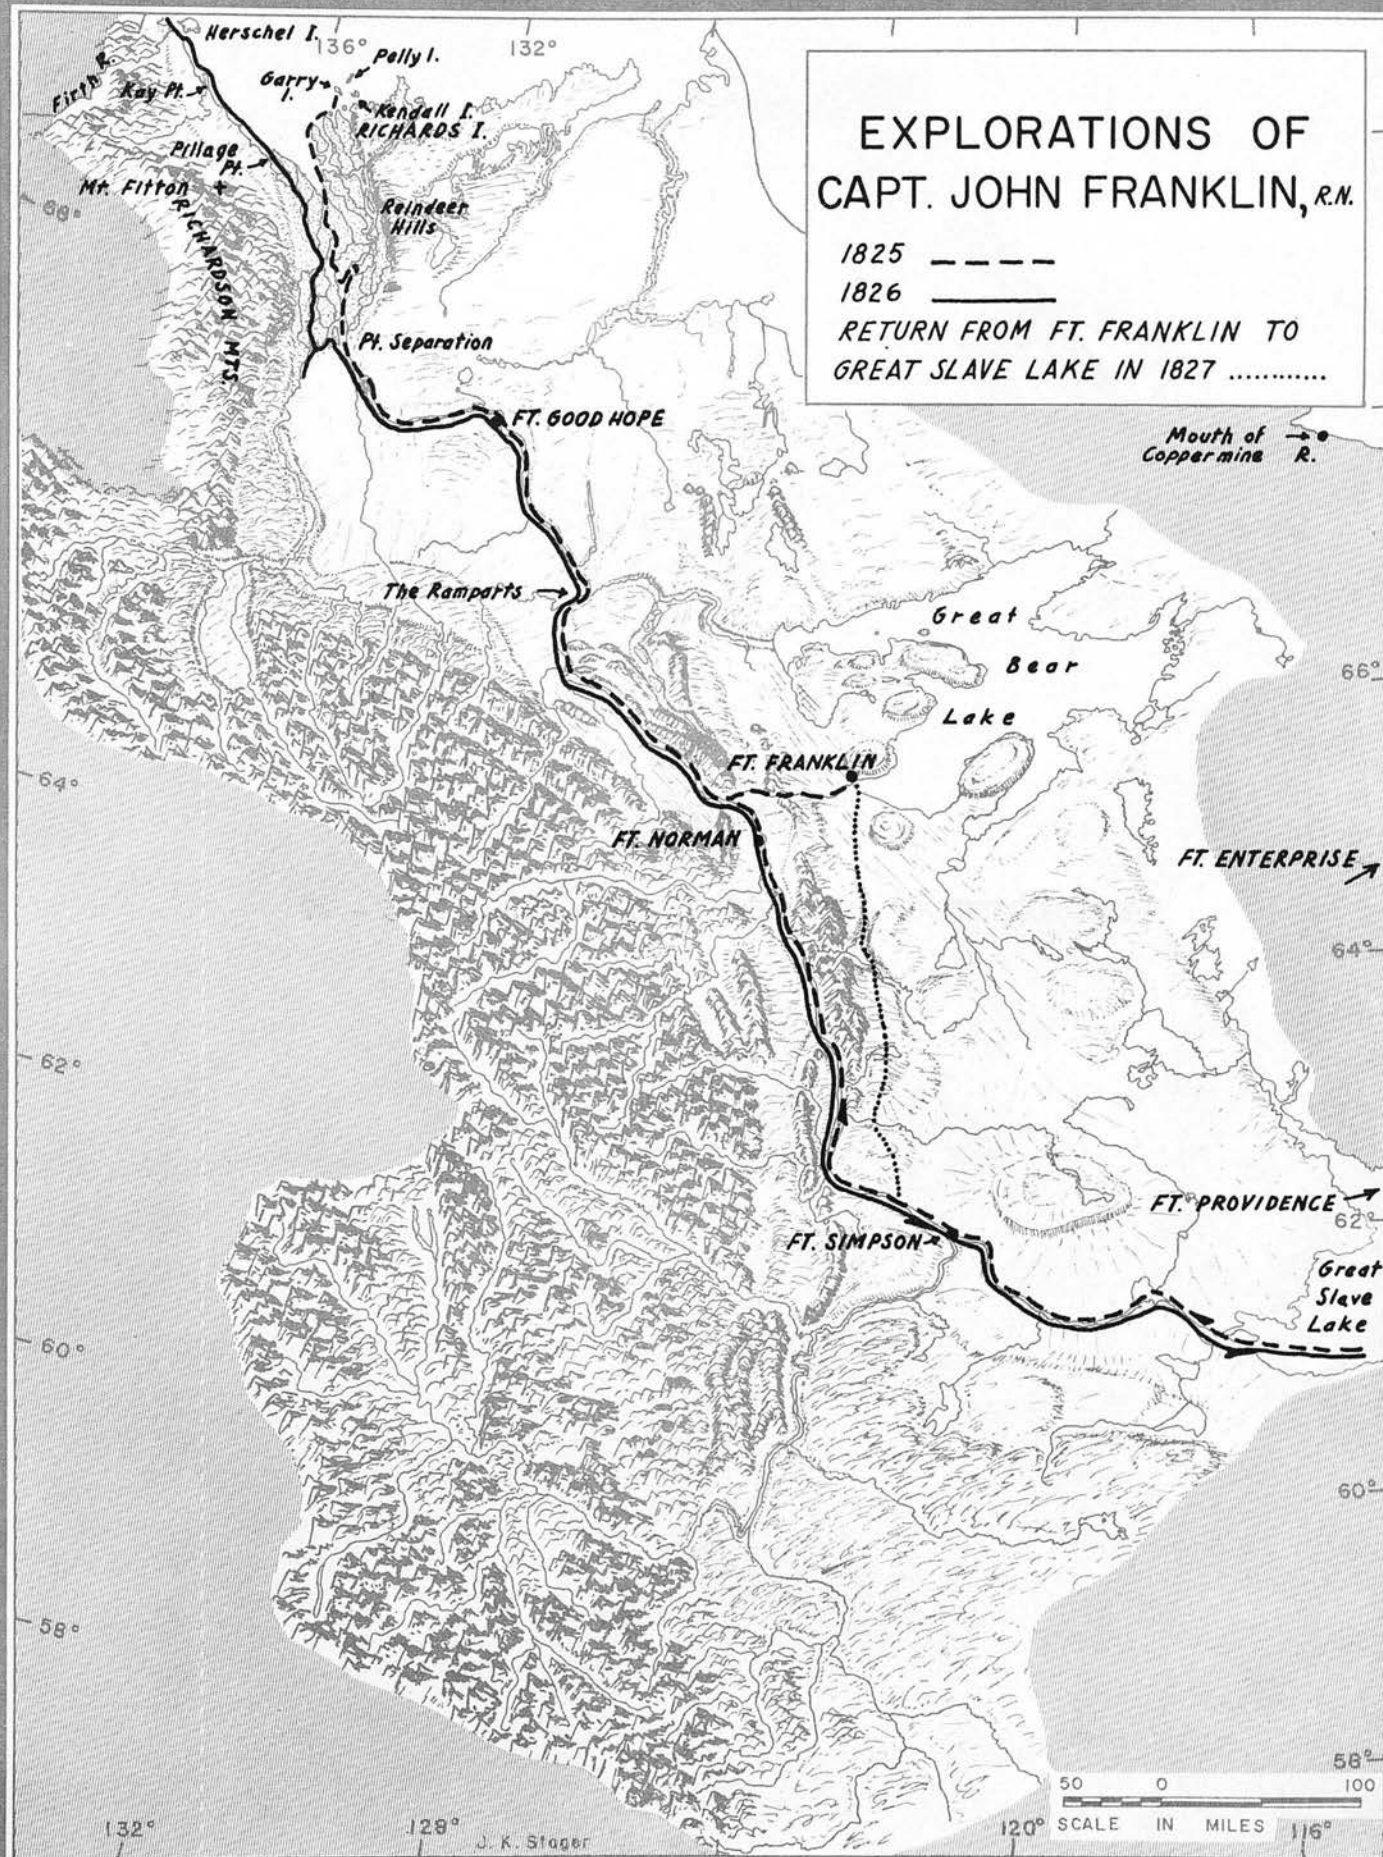 Herschel I.
136°
132°
Pelly I.
Garry
I.
Firth R.
Kay Pt.
Kendall I.
RICHARDS I.
Pillage
Pt.
Mt. Fitton
68°
Reindeer
Hills
RICHARDSON MTS.
Pt. Separation
EXPLORATIONS OF
CAPT. JOHN FRANKLIN, R.N.
1825
1826
RETURN FROM FT. FRANKLIN TO
GREAT SLAVE LAKE IN 1827 ............
FT. GOOD HOPE
Mouth of
Coppermine R.
The Ramparts
Great
Bear
Lake
66°
FT. FRANKLIN
64°
FT. NORMAN
FT. ENTERPRISE
64°
62°
FT. PROVIDENCE
62°
FT. SIMPSON
Great
Slave
Lake
60°
60°
58°
58°
50 0 100
SCALE IN MILES
132°
128°
J. K. Stager
120°
116°